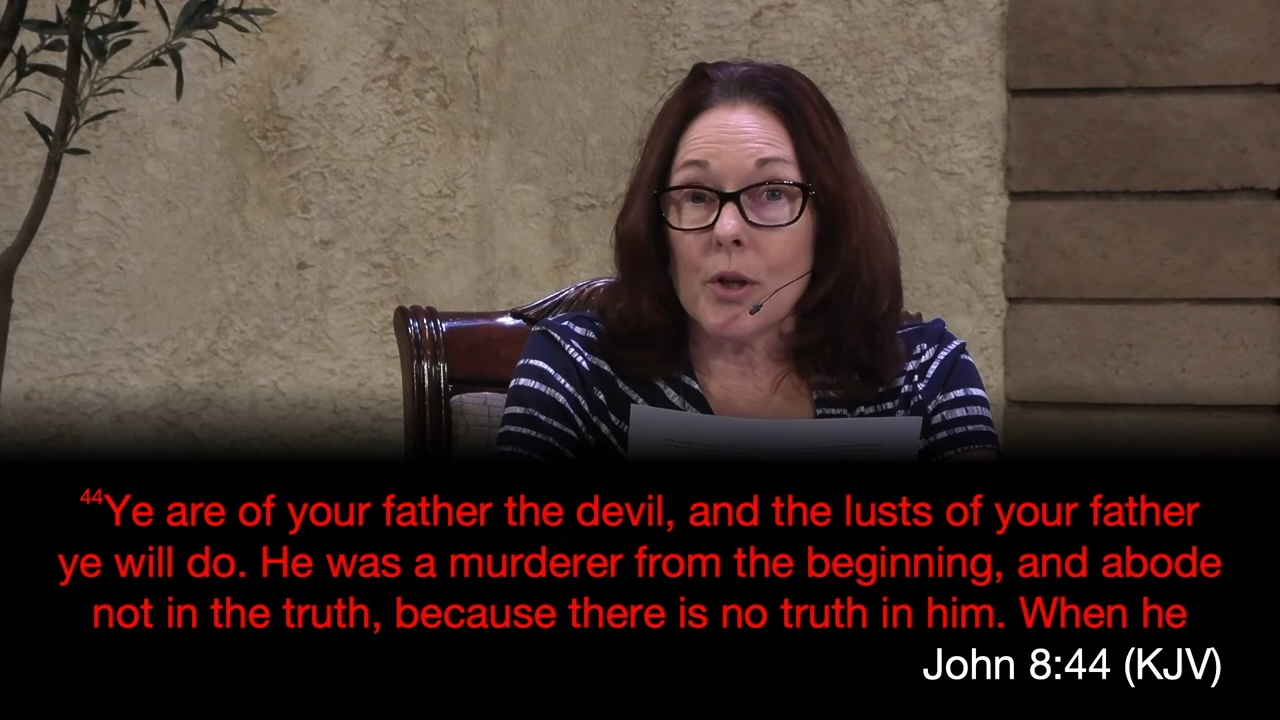 44Ye are of your father the devil, and the lusts of your father
ye will do. He was a murderer from the beginning, and abode
not in the truth, because there is no truth in him. When he
John 8:44 (KJV)